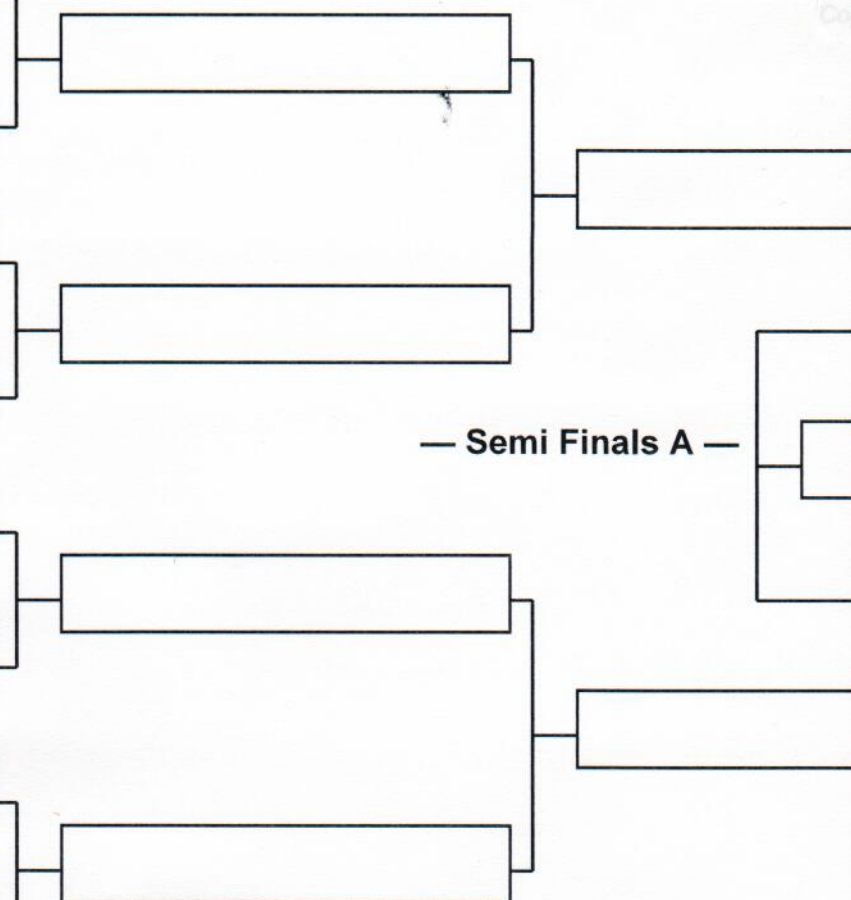 — Semi Finals A —